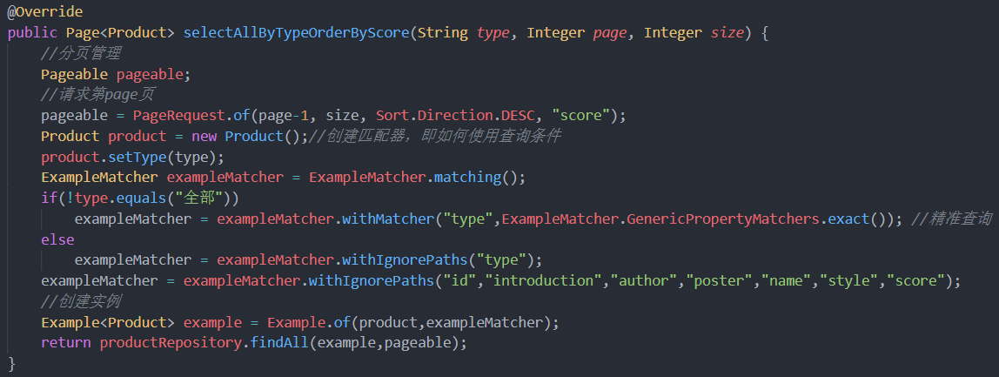 @Override
public Page<Product> selectAllByTypeOrderByScore(String type, Integer page, Integer size) {
    //分页管理
    Pageable pageable;
    //请求第page页
    pageable = PageRequest.of(page-1, size, Sort.Direction.DESC, "score");
    Product product = new Product();//创建匹配器，即如何使用查询条件
    product.setType(type);
    ExampleMatcher exampleMatcher = ExampleMatcher.matching();
    if(!type.equals("全部"))
        exampleMatcher = exampleMatcher.withMatcher("type",ExampleMatcher.GenericPropertyMatchers.exact()); //精准查询
    else
        exampleMatcher = exampleMatcher.withIgnorePaths("type");
    exampleMatcher = exampleMatcher.withIgnorePaths("id","introduction","author","poster","name","style","score");
    //创建实例
    Example<Product> example = Example.of(product,exampleMatcher);
    return productRepository.findAll(example,pageable);
}